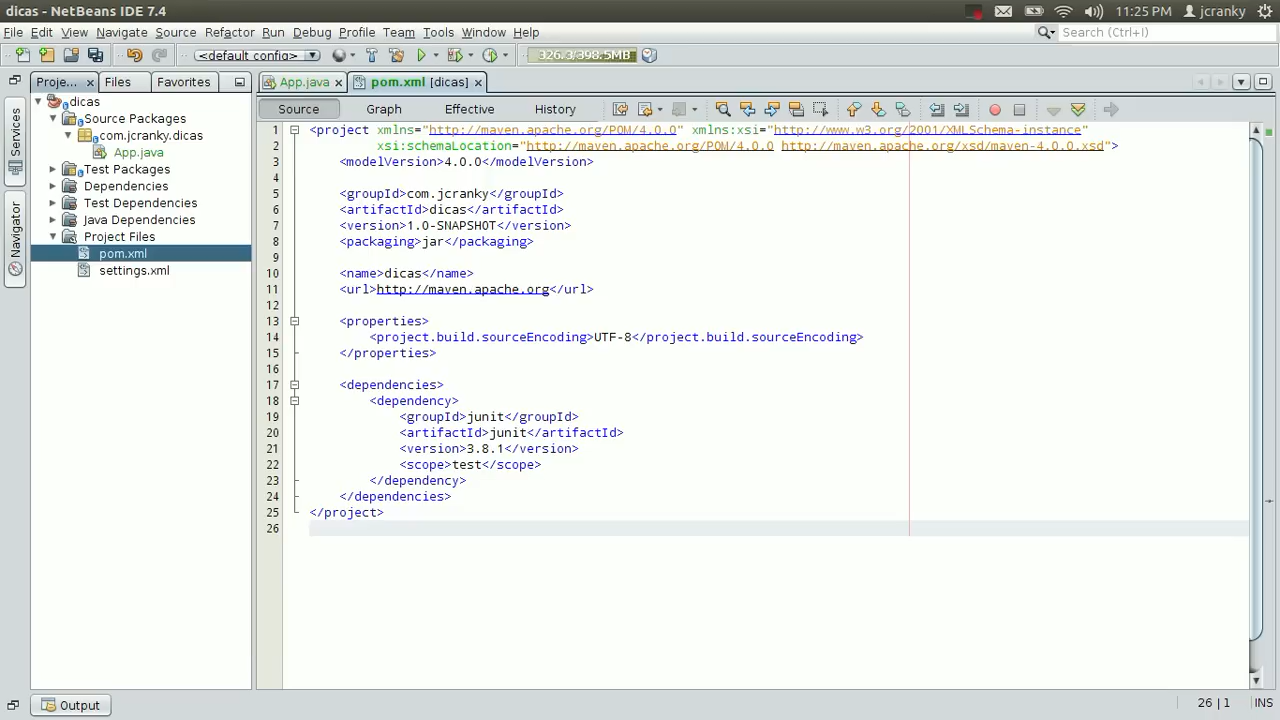 dicas - NetBeans IDE 7.4
11:25 PM
jcranky
File Edit View Navigate Source Refactor Run Debug Profile Team Tools Window Help
Search (Ctrl+I)
<default config>
326.3/398.5MB
Proje... Files Favorites
App.java pom.xml [dicas]
Source Graph Effective History
Services
Navigator
dicas
Source Packages
com.jcranky.dicas
App.java
Test Packages
Dependencies
Test Dependencies
Java Dependencies
Project Files
pom.xml
settings.xml
1 <project xmlns="http://maven.apache.org/POM/4.0.0" xmlns:xsi="http://www.w3.org/2001/XMLSchema-instance"
2 xsi:schemaLocation="http://maven.apache.org/POM/4.0.0 http://maven.apache.org/xsd/maven-4.0.0.xsd">
3 <modelVersion>4.0.0</modelVersion>
4
5 <groupId>com.jcranky</groupId>
6 <artifactId>dicas</artifactId>
7 <version>1.0-SNAPSHOT</version>
8 <packaging>jar</packaging>
9
10 <name>dicas</name>
11 <url>http://maven.apache.org</url>
12
13 <properties>
14 <project.build.sourceEncoding>UTF-8</project.build.sourceEncoding>
15 </properties>
16
17 <dependencies>
18 <dependency>
19 <groupId>junit</groupId>
20 <artifactId>junit</artifactId>
21 <version>3.8.1</version>
22 <scope>test</scope>
23 </dependency>
24 </dependencies>
25 </project>
26
Output
26 | 1 INS